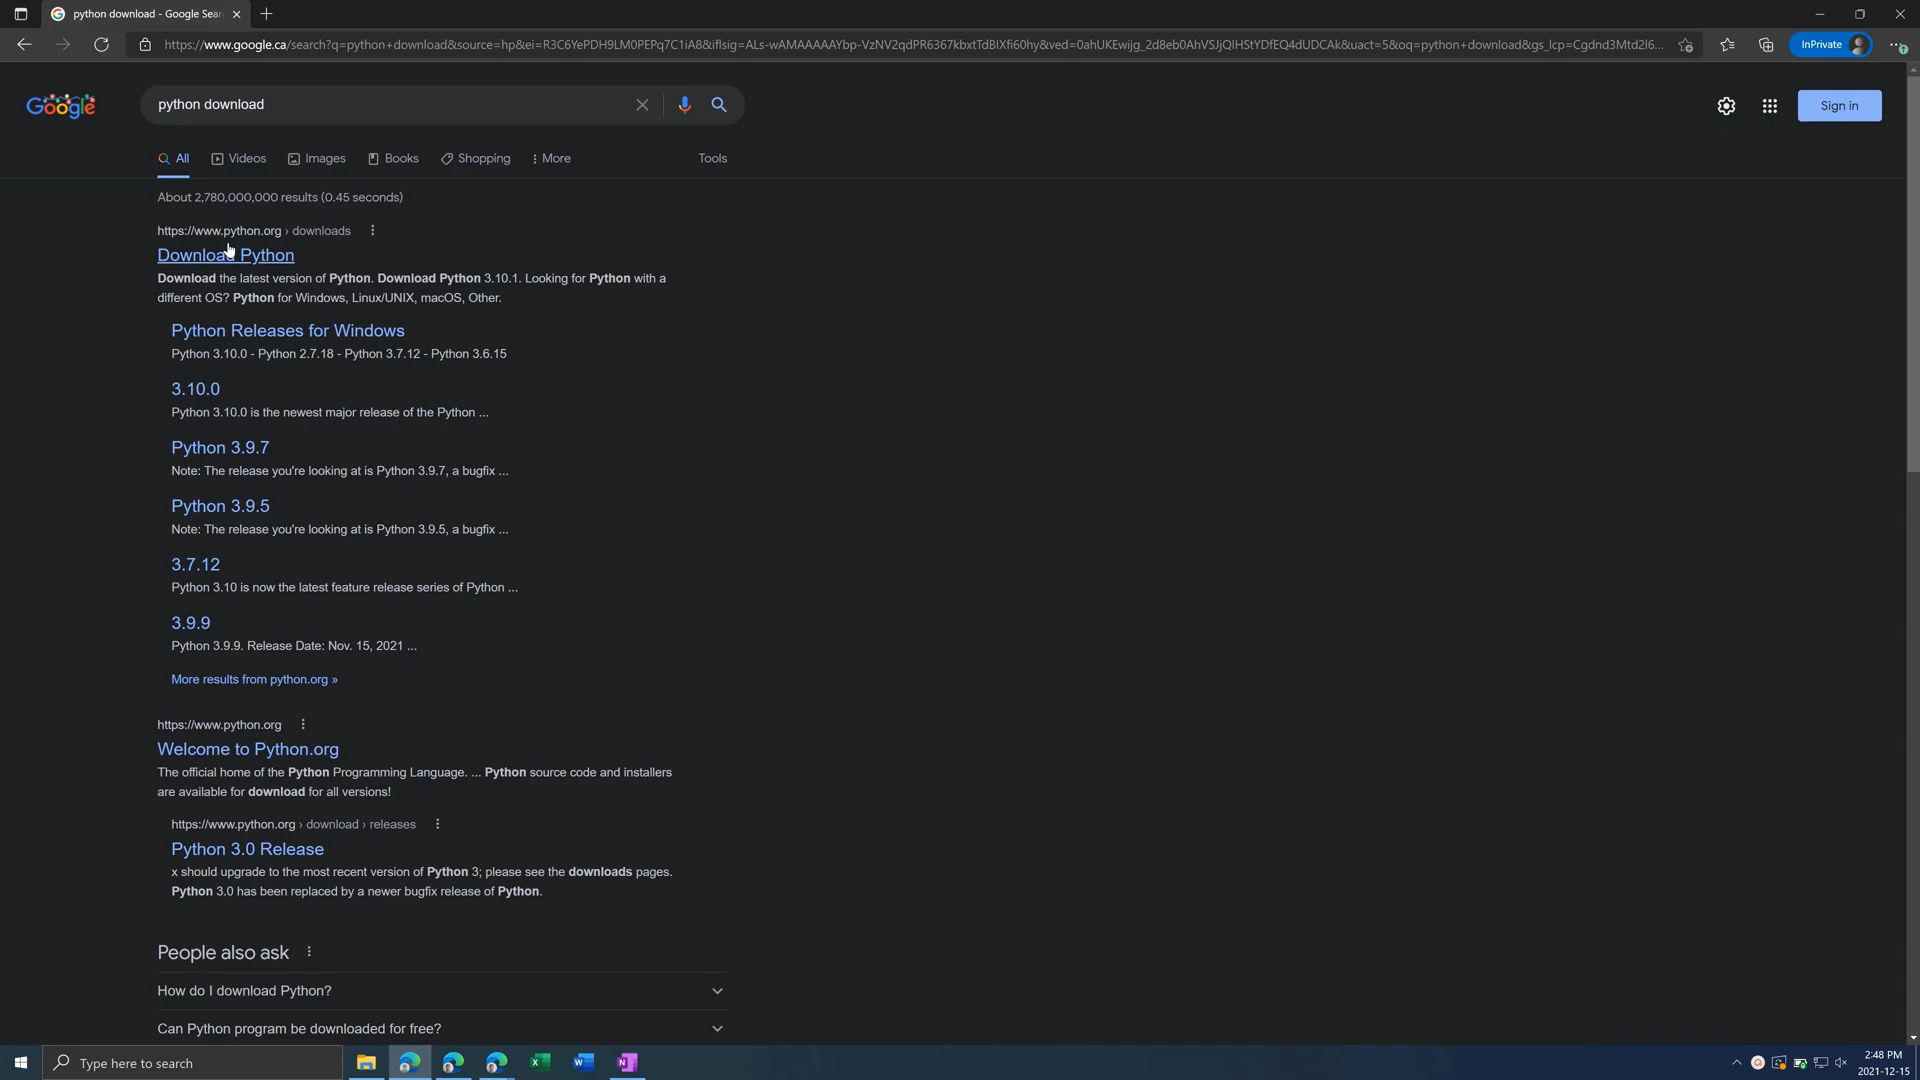 python download - Google Sear
https://www.google.ca/search?q=python+download&source=hp&ei=R3C6YePDH9LM0PEPq7C1iA8&iflsig=ALs-wAMAAAAAYbp-VzNV2qdPR6367kbxtTdBIXfi60hy&ved=0ahUKEwijg_2d8eb0AhVSJjQIHStYDfEQ4dUDCAk&uact=5&oq=python+download&gs_lcp=Cgdnd3Mtd2l6...
InPrivate
Google
python download
Sign in
All
Videos
Images
Books
Shopping
More
Tools
About 2,780,000,000 results (0.45 seconds)
https://www.python.org › downloads
Download Python
Download the latest version of Python. Download Python 3.10.1. Looking for Python with a
different OS? Python for Windows, Linux/UNIX, macOS, Other.
Python Releases for Windows
Python 3.10.0 - Python 2.7.18 - Python 3.7.12 - Python 3.6.15
3.10.0
Python 3.10.0 is the newest major release of the Python ...
Python 3.9.7
Note: The release you're looking at is Python 3.9.7, a bugfix ...
Python 3.9.5
Note: The release you're looking at is Python 3.9.5, a bugfix ...
3.7.12
Python 3.10 is now the latest feature release series of Python ...
3.9.9
Python 3.9.9. Release Date: Nov. 15, 2021 ...
More results from python.org »
https://www.python.org
Welcome to Python.org
The official home of the Python Programming Language. ... Python source code and installers
are available for download for all versions!
https://www.python.org › download › releases
Python 3.0 Release
x should upgrade to the most recent version of Python 3; please see the downloads pages.
Python 3.0 has been replaced by a newer bugfix release of Python.
People also ask
How do I download Python?
Can Python program be downloaded for free?
Type here to search
2:48 PM
2021-12-15